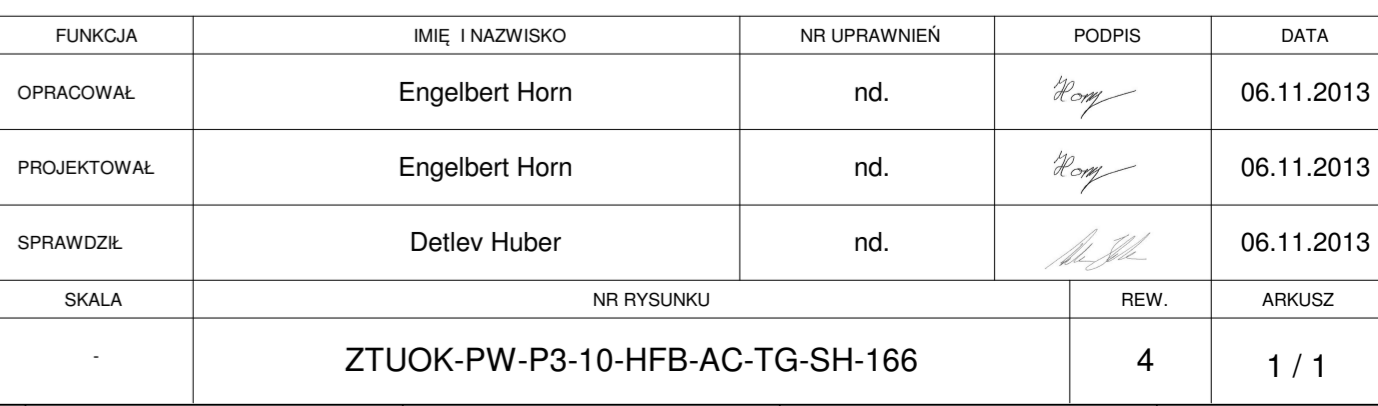 FUNKCJA IMIĘ I NAZWISKO NR UPRAWNIEŃ PODPIS DATA
OPRACOWAŁ Engelbert Horn nd. Horn 06.11.2013
PROJEKTOWAŁ Engelbert Horn nd. Horn 06.11.2013
SPRAWDZIŁ Detlev Huber nd. 06.11.2013
SKALA NR RYSUNKU REW. ARKUSZ
- ZTUOK-PW-P3-10-HFB-AC-TG-SH-166 4 1 / 1